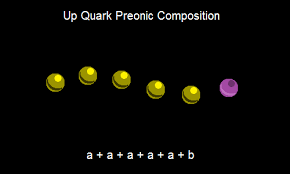 Up Quark Preonic Composition
a + a + a + a + a + b